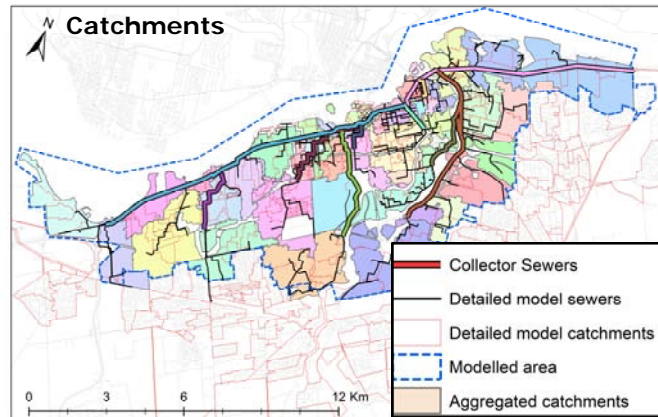 N
Catchments
Collector Sewers
Detailed model sewers
Detailed model catchments
Modelled area
Aggregated catchments
0 3 6 12 Km